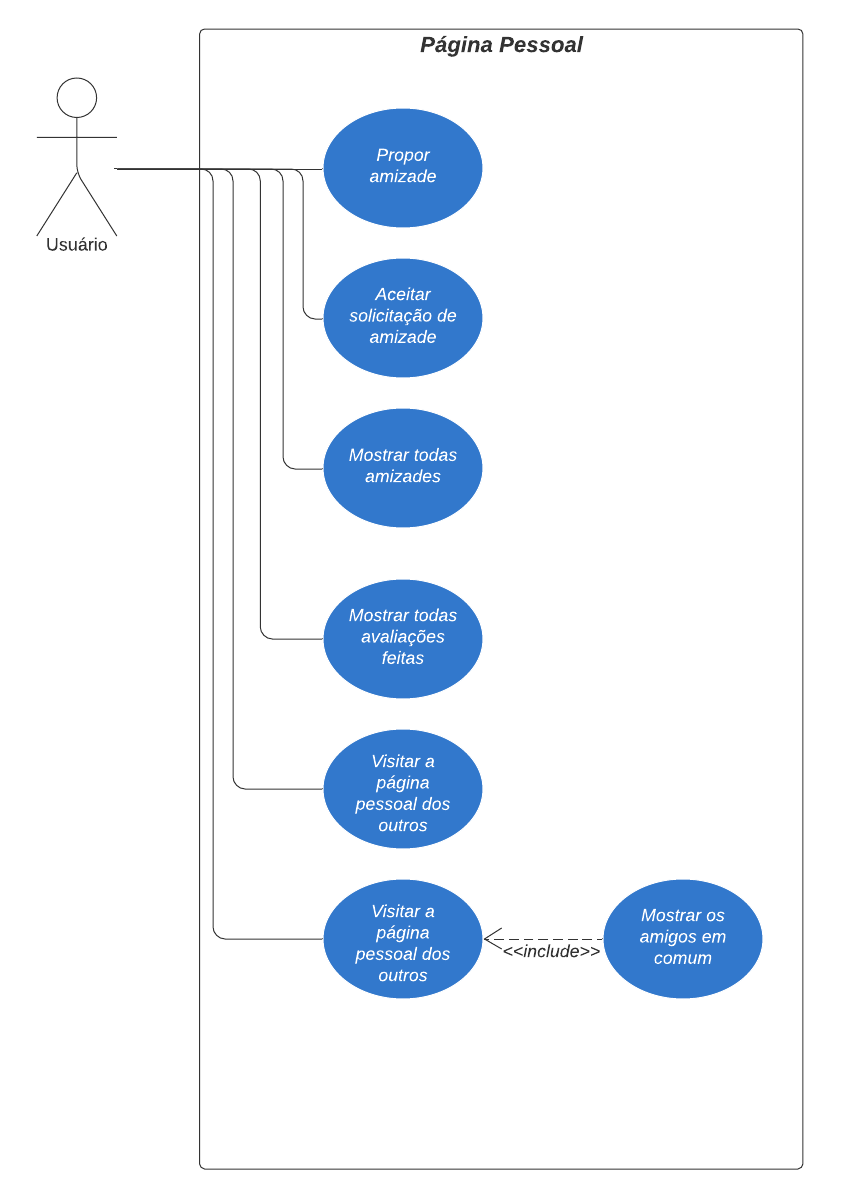 Página Pessoal
Usuário
Propor
amizade
Aceitar
solicitação de
amizade
Mostrar todas
amizades
Mostrar todas
avaliações
feitas
Visitar a
página
pessoal dos
outros
Visitar a
página
pessoal dos
outros
<<include>>
Mostrar os
amigos em
comum